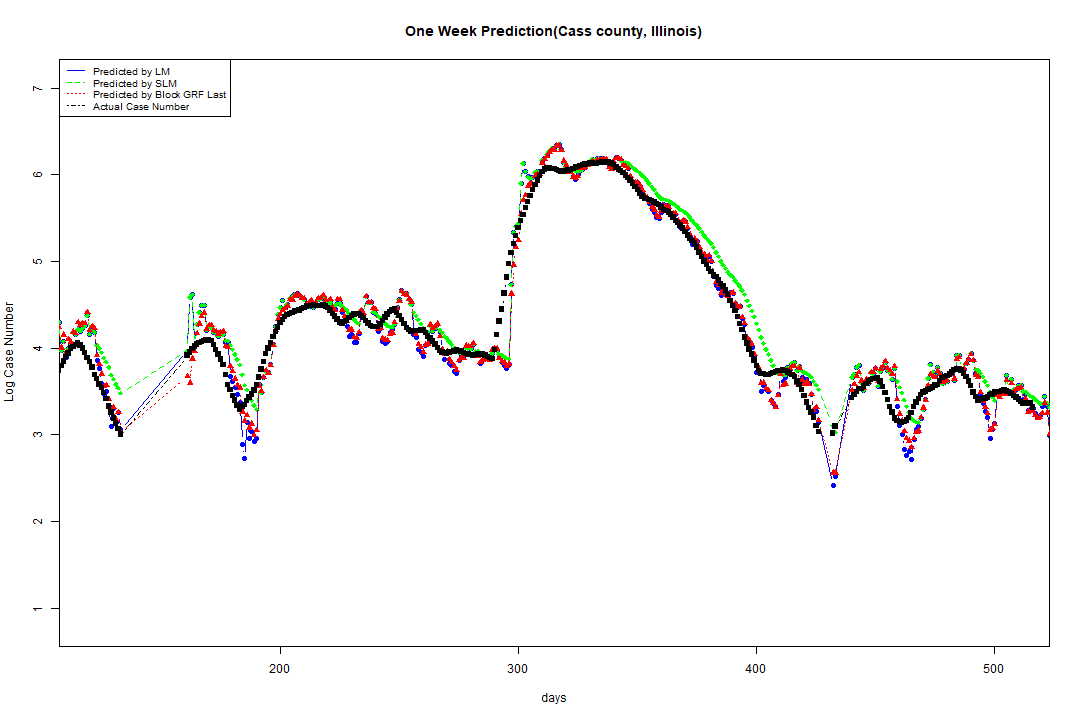 One Week Prediction(Cass county, Illinois)
Predicted by LM
Predicted by SLM
Predicted by Block GRF Last
Actual Case Number
7
6
5
4
3
2
1
Log Case Number
200
300
400
500
days